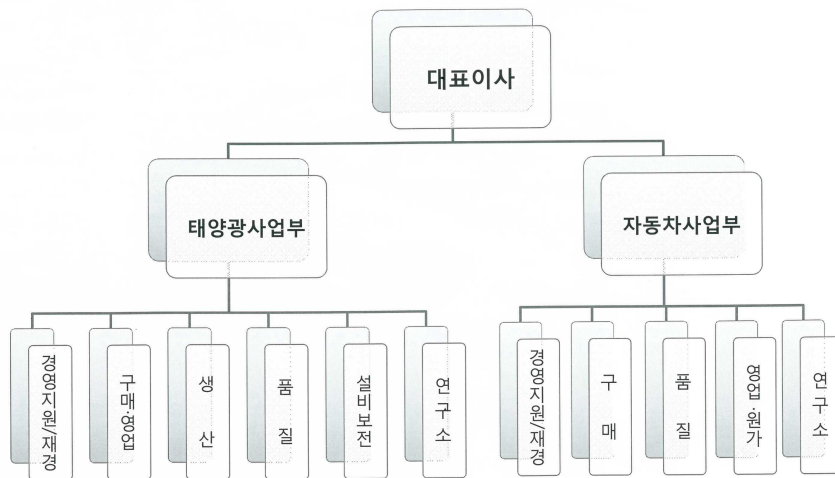 대표이사
태양광사업부
자동차사업부
경영지원/재경
구매·영업
생 산
품 질
설비보전
연구소
경영지원/재경
구 매
품 질
영업·원가
연구소